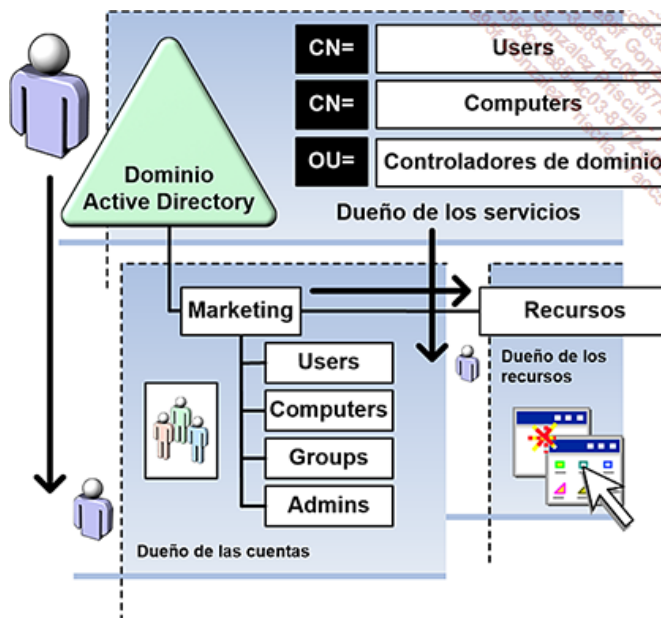 CN= Users
CN= Computers
OU= Controladores de dominio
Dominio
Active Directory
Dueño de los servicios
Marketing
Recursos
Users
Computers
Groups
Admins
Dueño de los
recursos
Dueño de las cuentas